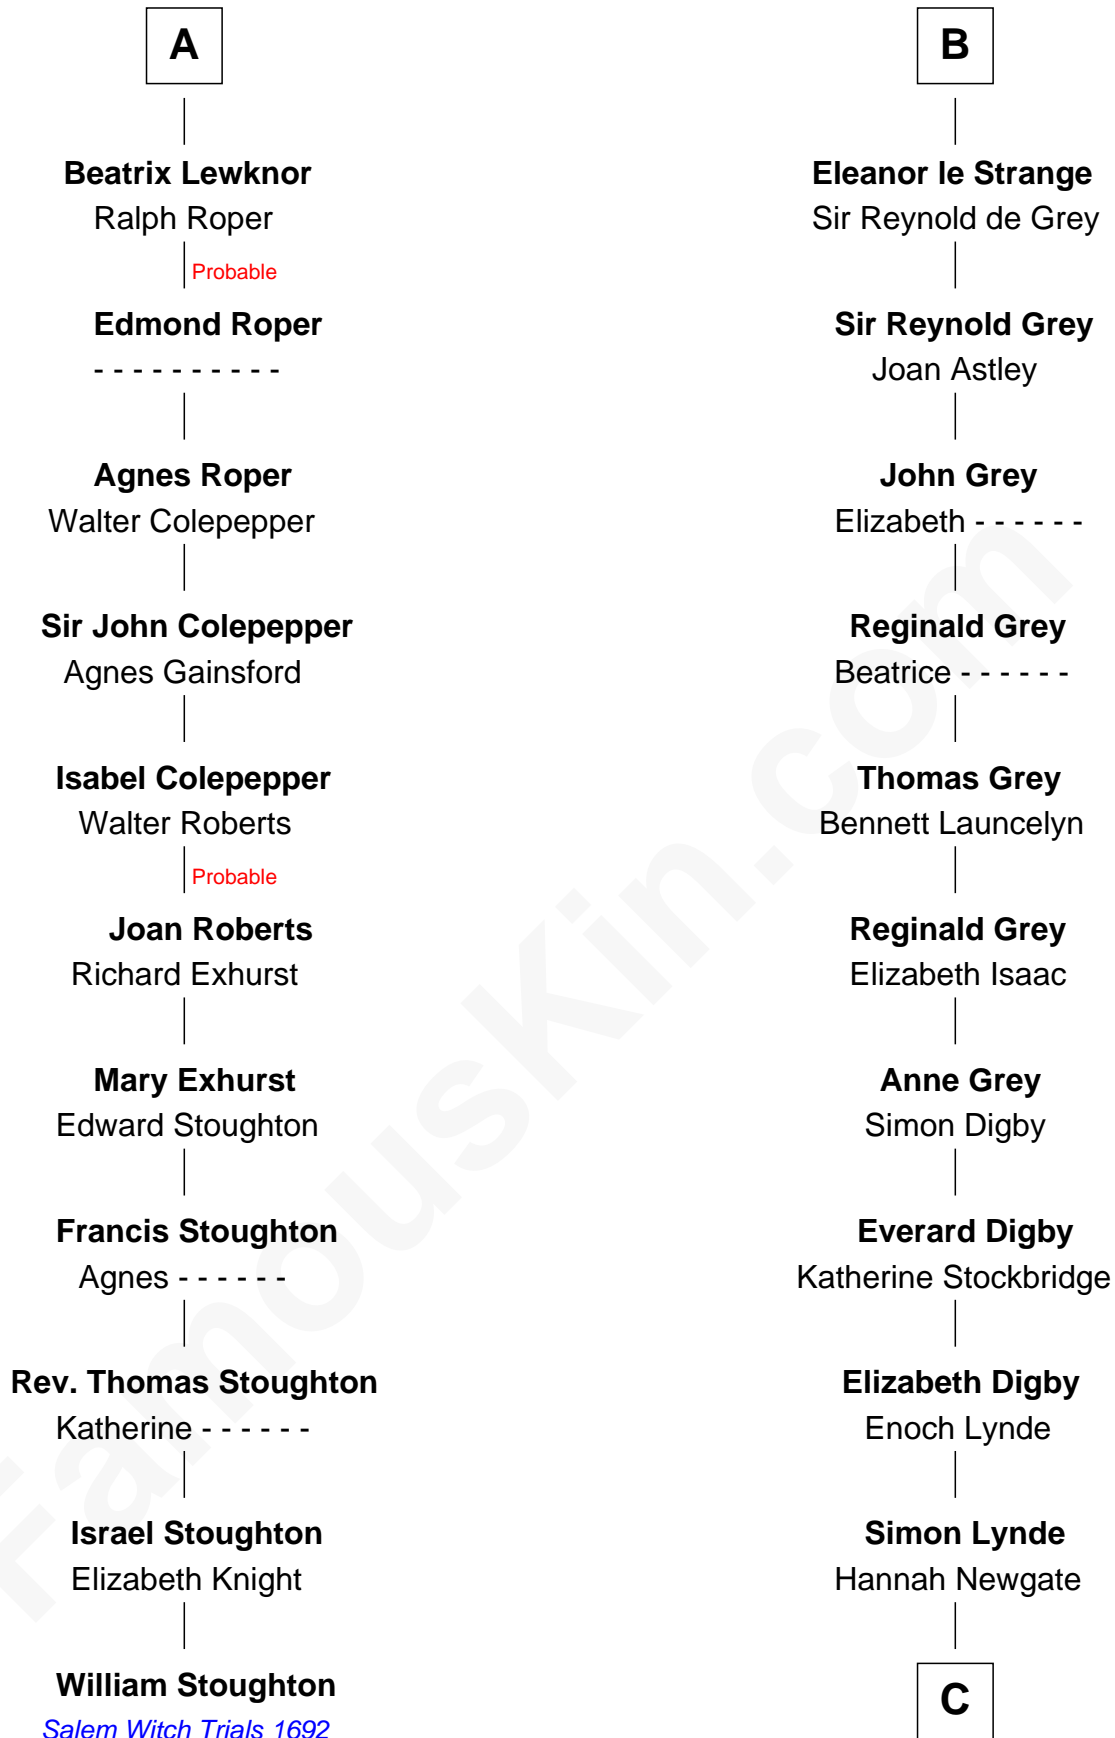 A
Beatrix Lewknor
Ralph Roper
Probable
Edmond Roper
- - - - - - - - - -
Agnes Roper
Walter Colepepper
Sir John Colepepper
Agnes Gainsford
Isabel Colepepper
Walter Roberts
Probable
Joan Roberts
Richard Exhurst
Mary Exhurst
Edward Stoughton
Francis Stoughton
Agnes - - - - - -
Rev. Thomas Stoughton
Katherine - - - - - -
Israel Stoughton
Elizabeth Knight
William Stoughton
Salem Witch Trials 1692
B
Eleanor le Strange
Sir Reynold de Grey
Sir Reynold Grey
Joan Astley
John Grey
Elizabeth - - - - - -
Reginald Grey
Beatrice - - - - - -
Thomas Grey
Bennett Launcelyn
Reginald Grey
Elizabeth Isaac
Anne Grey
Simon Digby
Everard Digby
Katherine Stockbridge
Elizabeth Digby
Enoch Lynde
Simon Lynde
Hannah Newgate
C
FamousKin.com